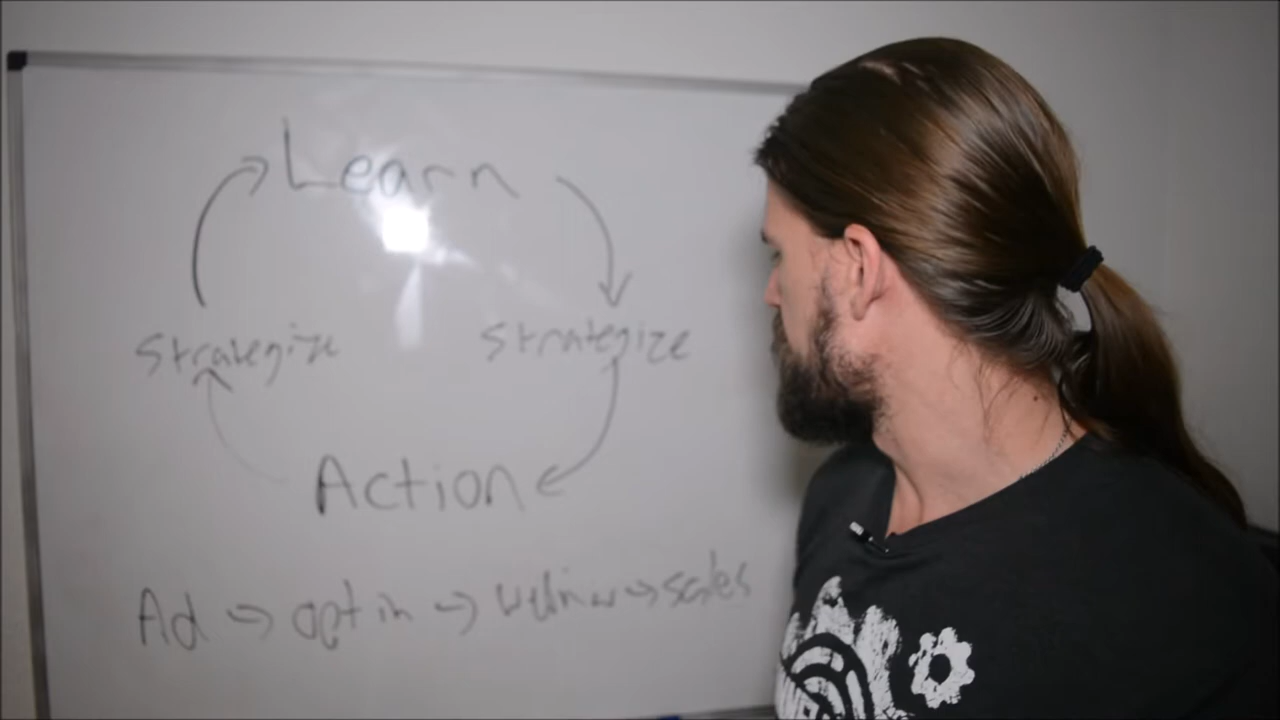 Learn
Strategize Strategize
Action
Ad → opt in → Webinar → sales